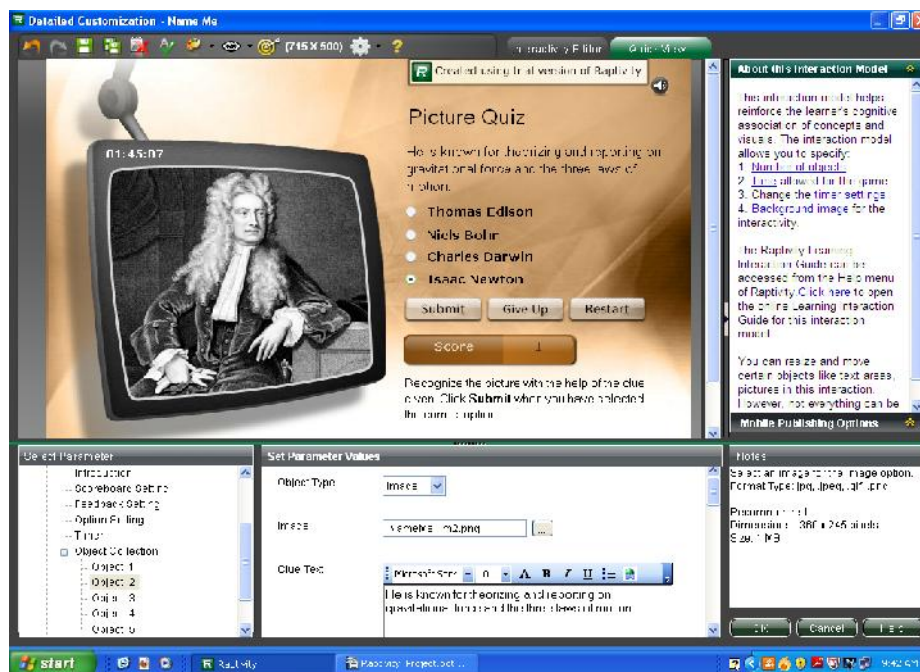 Detailed Customization - Name Me
(715 X 500)
Interactivity Editor
Quick View
Created using trial version of Raptivity
Picture Quiz
01:45:07
He is known for theorizing and reporting on
gravitational force and the three laws of
motion.
Thomas Edison
Niels Bohr
Charles Darwin
Isaac Newton
Submit
Give Up
Restart
Score
1
Recognize the picture with the help of the clue
given. Click Submit when you have selected
the correct option.
About this Interaction Model
This interaction model helps
reinforce the learner's cognitive
association of concepts and
visuals. The interaction model
allows you to specify:
1. Number of objects
2. Time allowed for the game
3. Change the timer settings
4. Background image for the
interactivity.
The Raptivity Learning
Interaction Guide can be
accessed from the Help menu
of Raptivity. Click here to open
the online Learning Interaction
Guide for this interaction
model.
You can resize and move
certain objects like text areas,
pictures in this interaction.
However, not everything can be
Mobile Publishing Options
Select Parameter
Introduction
Scoreboard Setting
Feedback Setting
Option Setting
Timer
Object Collection
Object 1
Object 2
Object 3
Object 4
Object 5
Set Parameter Values
Object Type
Image
Image
...
Clue Text
He is known for theorizing and reporting on
gravitational force and the three laws of motion.
Notes
Select an image for the image option.
Format Type: jpg, .jpeg, .gif, .png
Recommended
Dimensions: 360 x 245 pixels
Size: 1 MB
OK
Cancel
Help
start
Raptivity
9:42 AM